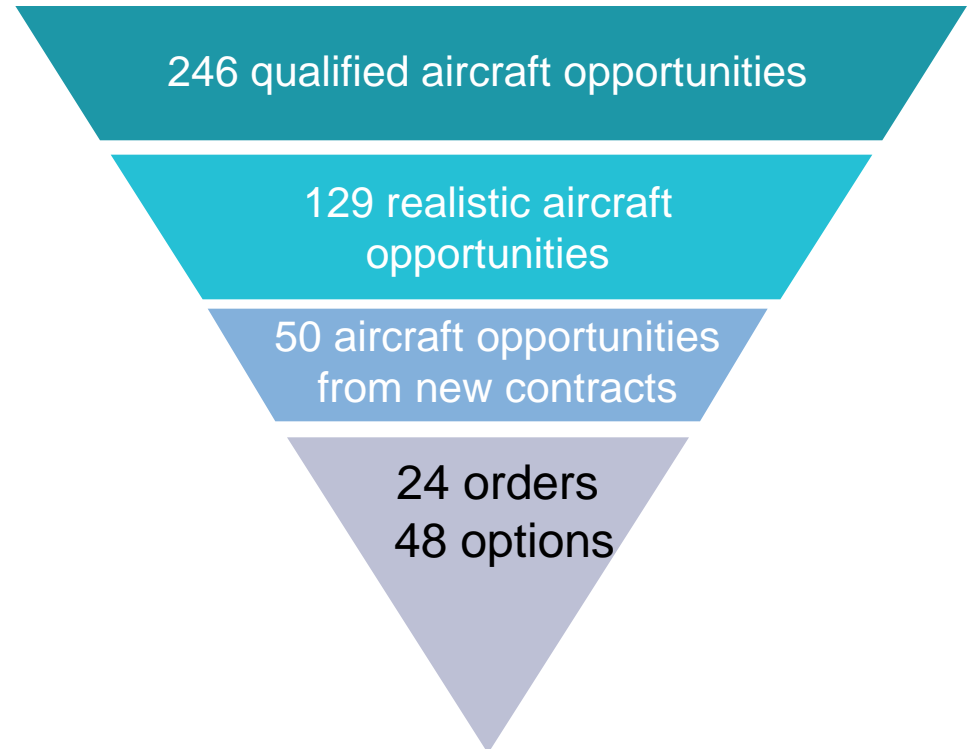 246 qualified aircraft opportunities
129 realistic aircraft
opportunities
50 aircraft opportunities
from new contracts
24 orders
48 options